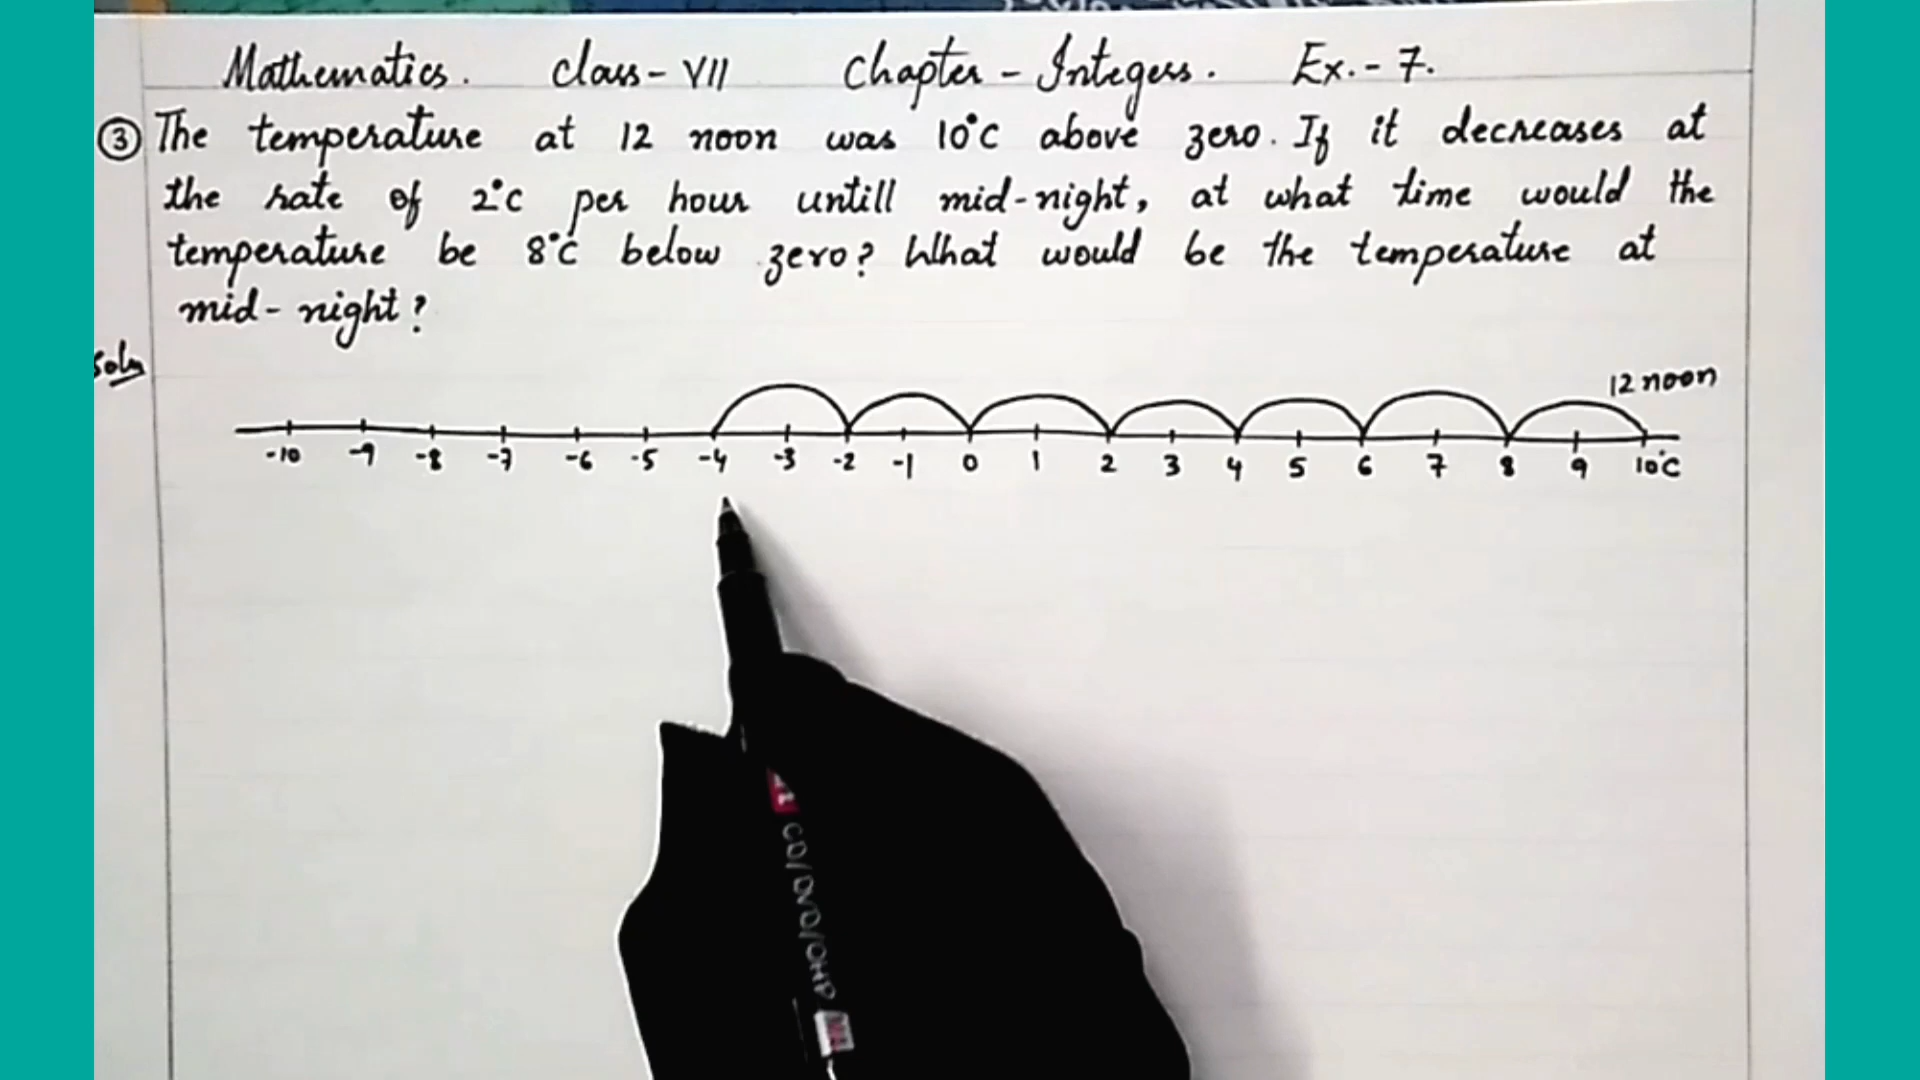 Mathematics. Class-VII Chapter - Integers. Ex.- 7.
③ The temperature at 12 noon was 10°C above zero. If it decreases at
the rate of 2°C per hour untill mid-night, at what time would the
temperature be 8°C below zero? What would be the temperature at
mid-night?
Soln
12 noon
-10 -9 -8 -7 -6 -5 -4 -3 -2 -1 0 1 2 3 4 5 6 7 8 9 10°C
CD/DVD/OHP